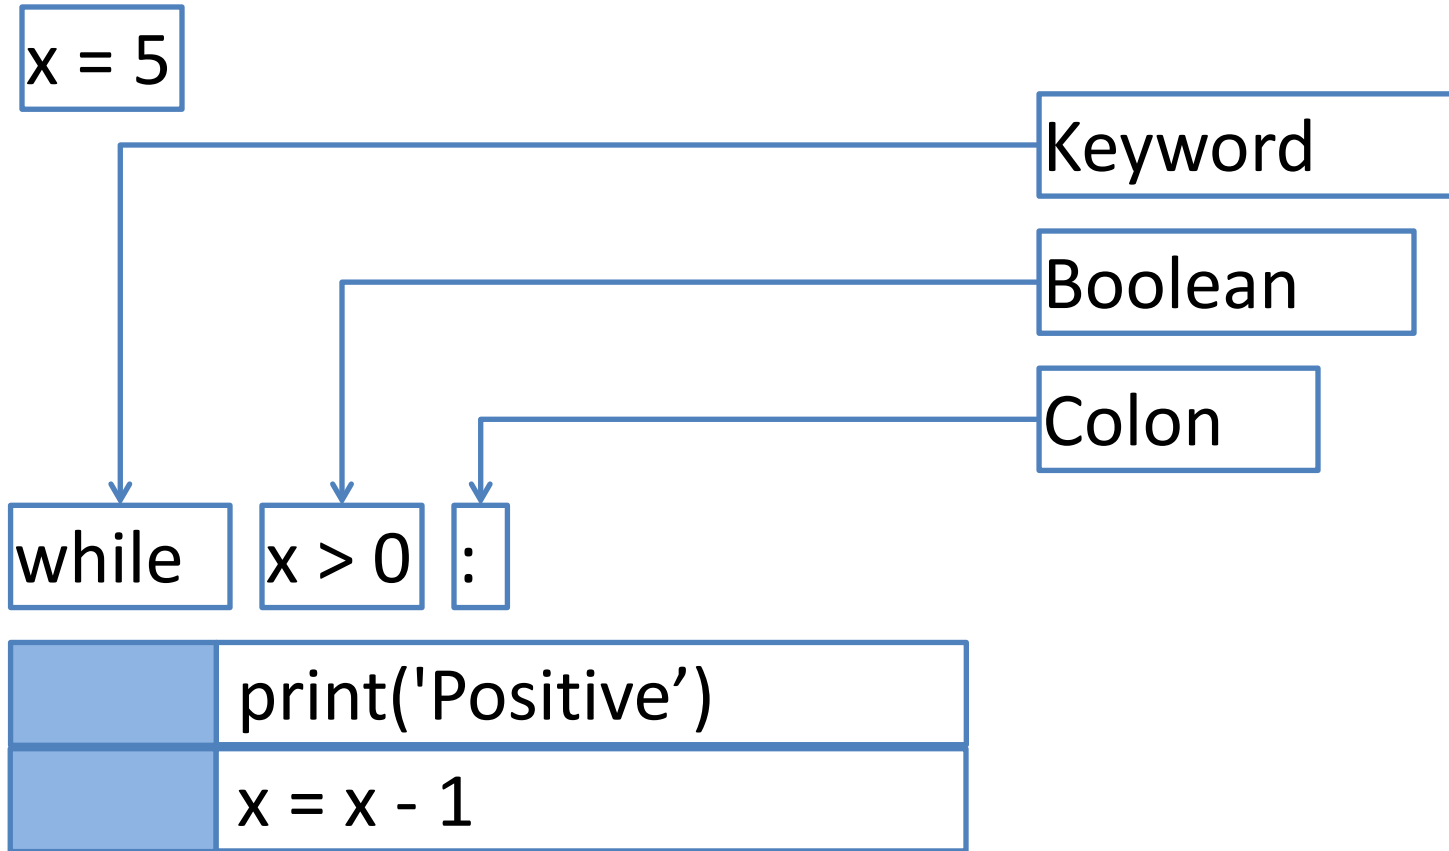 x = 5
Keyword
Boolean
Colon
while x > 0 :
print('Positive’)
x = x - 1